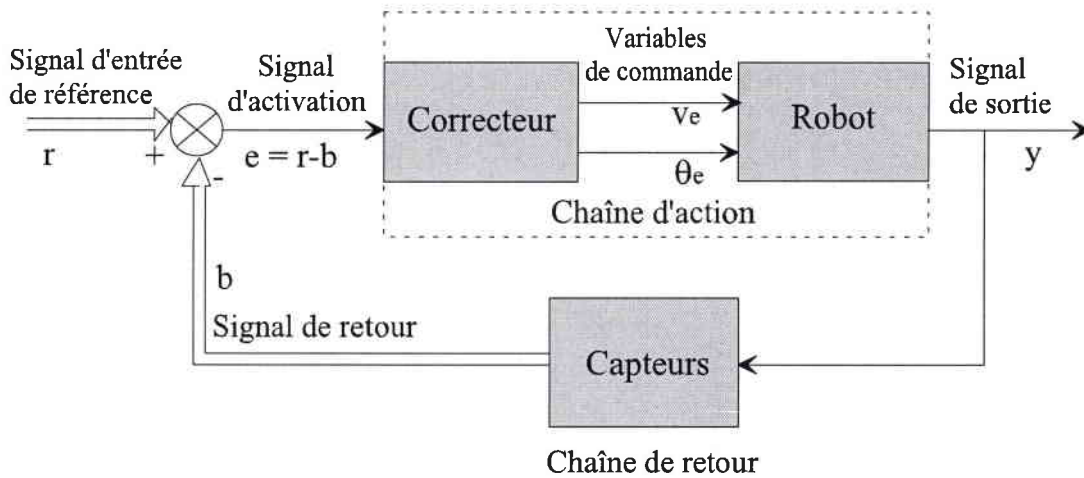 Signal d'entrée
de référence
r
+
-
Signal
d'activation
e = r-b
Correcteur
Variables
de commande
ve
θe
Robot
Chaîne d'action
Signal
de sortie
y
b
Signal de retour
Capteurs
Chaîne de retour